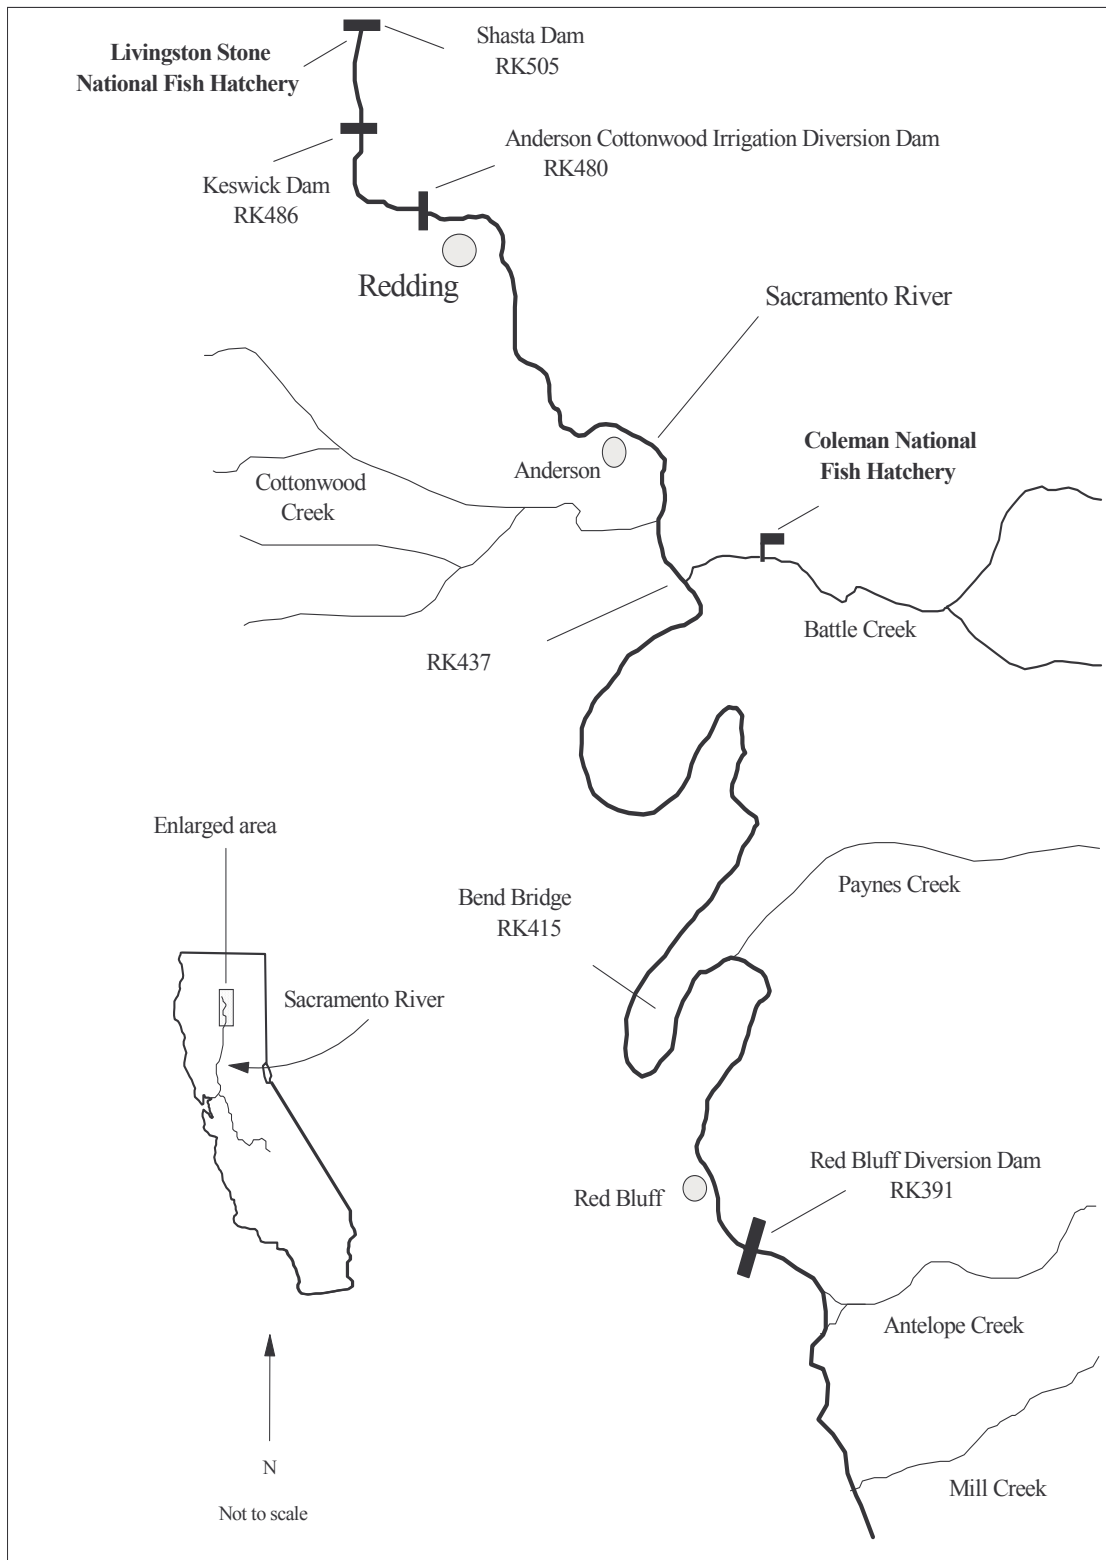 Livingston Stone
National Fish Hatchery
Shasta Dam
RK505
Anderson Cottonwood Irrigation Diversion Dam
RK480
Keswick Dam
RK486
Redding
Sacramento River
Coleman National
Fish Hatchery
Anderson
Cottonwood
Creek
Battle Creek
RK437
Enlarged area
Paynes Creek
Bend Bridge
RK415
Sacramento River
Red Bluff Diversion Dam
RK391
Red Bluff
Antelope Creek
N
Mill Creek
Not to scale